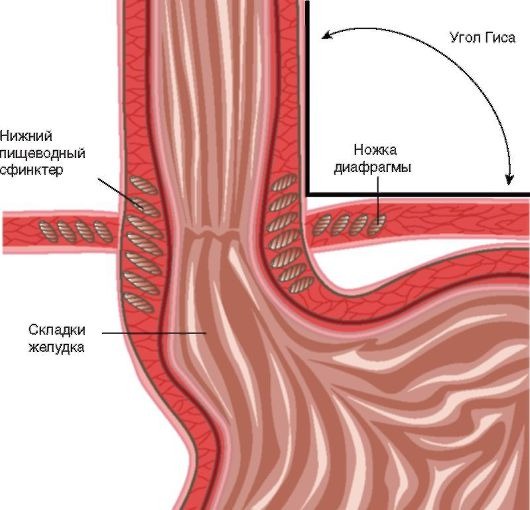 Угол Гиса
Нижний
пищеводный
сфинктер
Ножка
диафрагмы
Складки
желудка